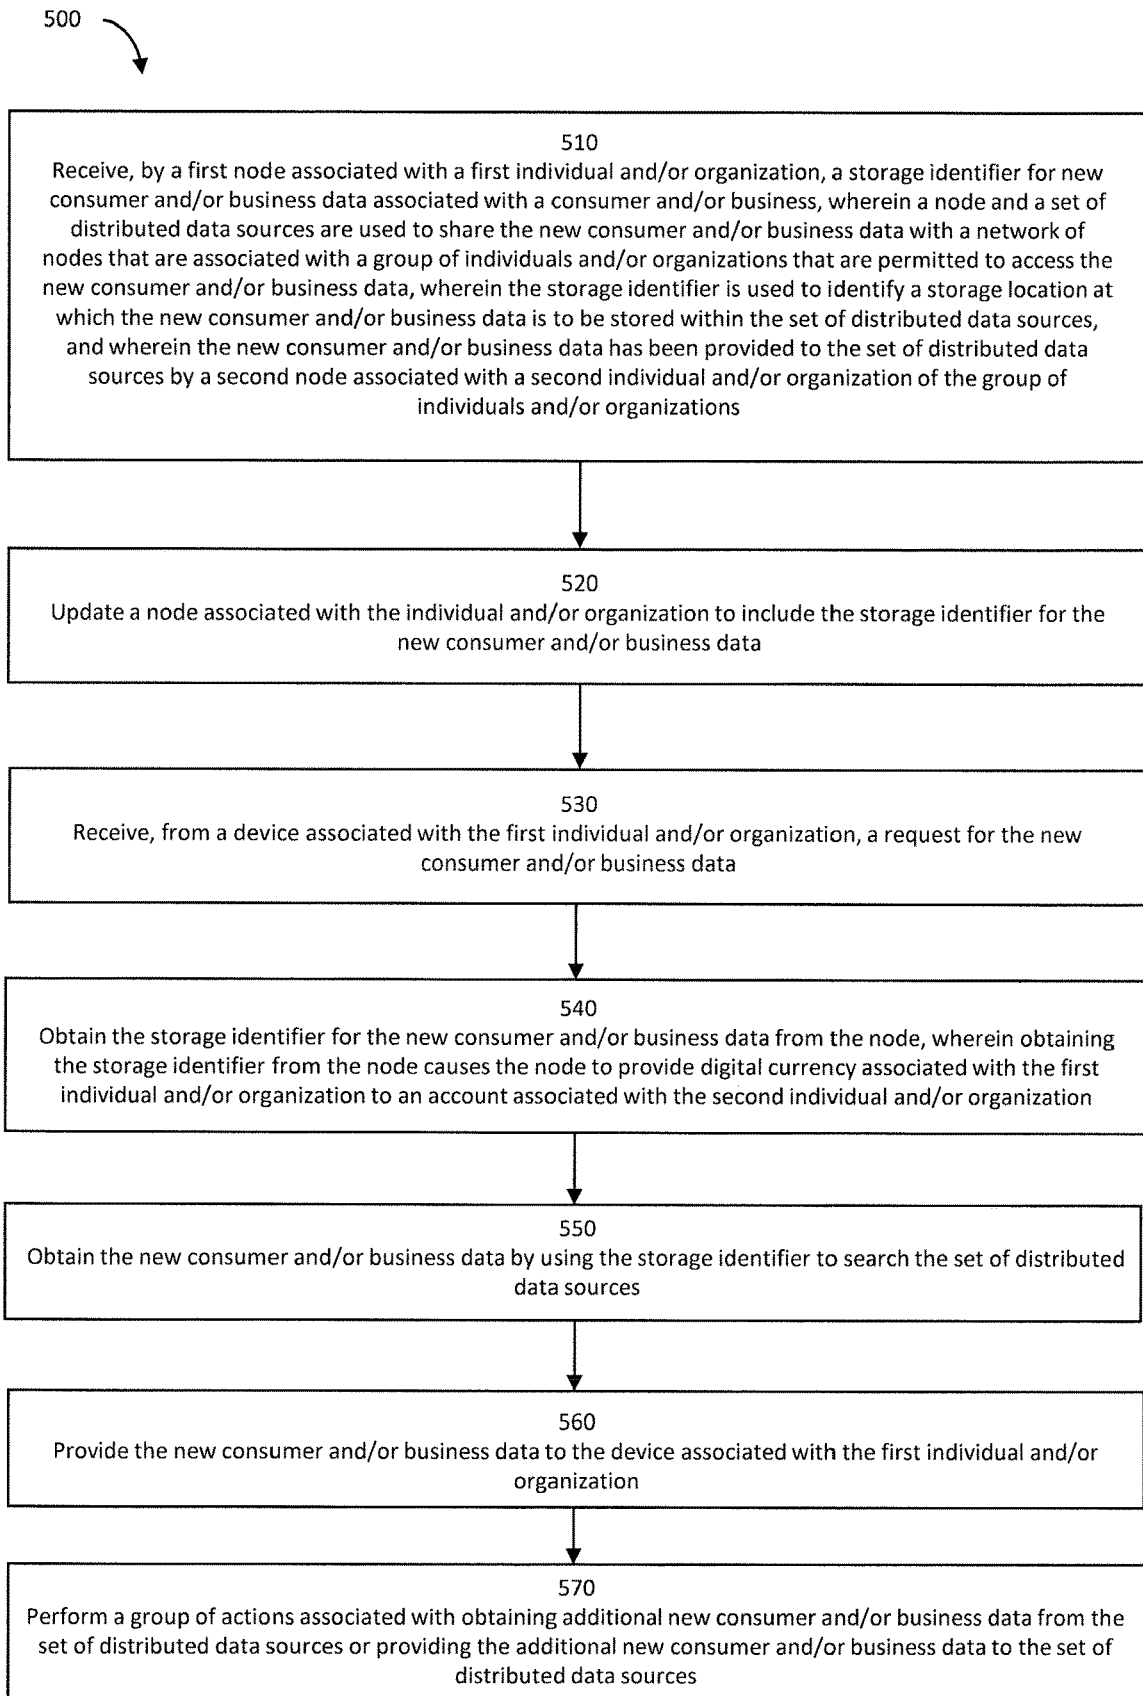 500
510
Receive, by a first node associated with a first individual and/or organization, a storage identifier for new
consumer and/or business data associated with a consumer and/or business, wherein a node and a set of
distributed data sources are used to share the new consumer and/or business data with a network of
nodes that are associated with a group of individuals and/or organizations that are permitted to access the
new consumer and/or business data, wherein the storage identifier is used to identify a storage location at
which the new consumer and/or business data is to be stored within the set of distributed data sources,
and wherein the new consumer and/or business data has been provided to the set of distributed data
sources by a second node associated with a second individual and/or organization of the group of
individuals and/or organizations
520
Update a node associated with the individual and/or organization to include the storage identifier for the
new consumer and/or business data
530
Receive, from a device associated with the first individual and/or organization, a request for the new
consumer and/or business data
540
Obtain the storage identifier for the new consumer and/or business data from the node, wherein obtaining
the storage identifier from the node causes the node to provide digital currency associated with the first
individual and/or organization to an account associated with the second individual and/or organization
550
Obtain the new consumer and/or business data by using the storage identifier to search the set of distributed
data sources
560
Provide the new consumer and/or business data to the device associated with the first individual and/or
organization
570
Perform a group of actions associated with obtaining additional new consumer and/or business data from the
set of distributed data sources or providing the additional new consumer and/or business data to the set of
distributed data sources